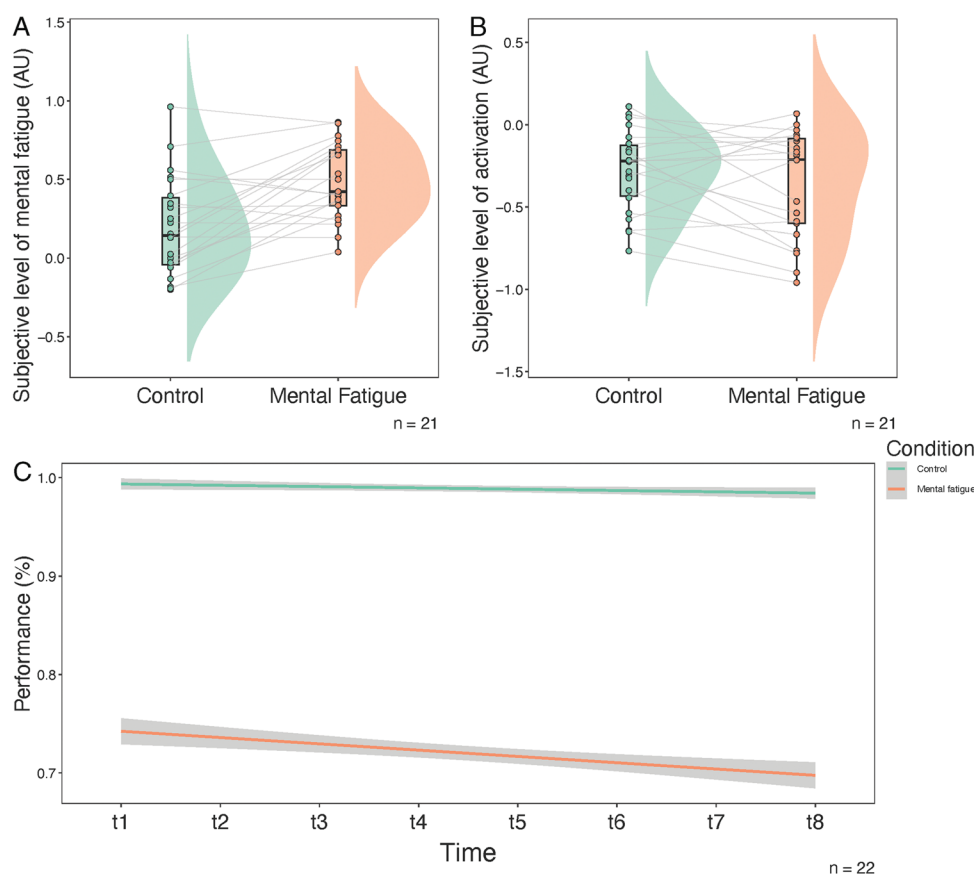 A
Subjective level of mental fatigue (AU)
1.5
1.0
0.5
0.0
−0.5
Control
Mental Fatigue
n = 21
B
Subjective level of activation (AU)
0.5
0.0
−0.5
−1.0
−1.5
Control
Mental Fatigue
n = 21
C
Performance (%)
1.0
0.9
0.8
0.7
t1
t2
t3
t4
t5
t6
t7
t8
Time
n = 22
Condition
Control
Mental fatigue